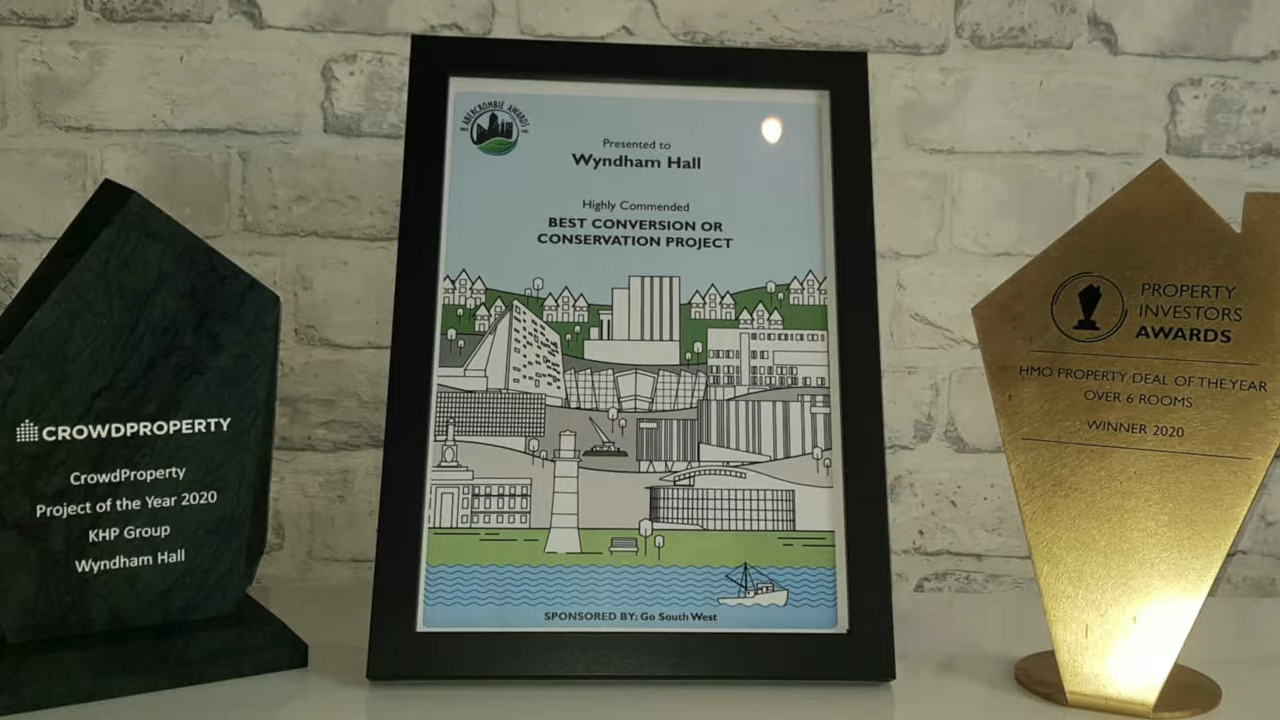 CROWDPROPERTY
CrowdProperty
Project of the Year 2020
KHP Group
Wyndham Hall
ABERCROMBIE AWARDS
Presented to
Wyndham Hall
Highly Commended
BEST CONVERSION OR
CONSERVATION PROJECT
SPONSORED BY: Go South West
PROPERTY
INVESTORS
AWARDS
HMO PROPERTY DEAL OF THE YEAR
OVER 6 ROOMS
WINNER 2020